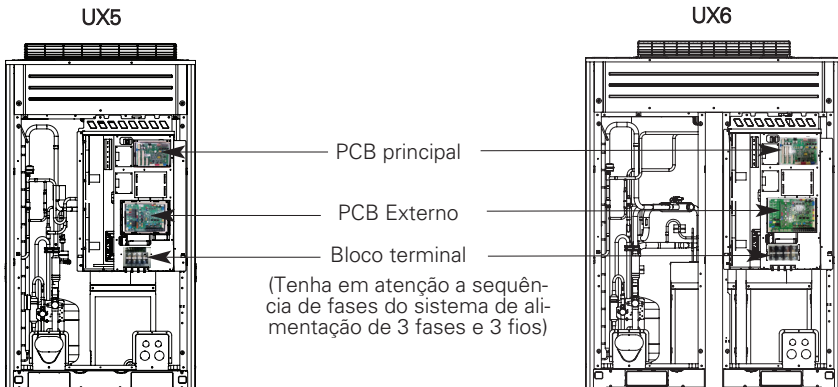 UX5
UX6
PCB principal
PCB Externo
Bloco terminal
(Tenha em atenção a sequên-
cia de fases do sistema de ali-
mentação de 3 fases e 3 fios)